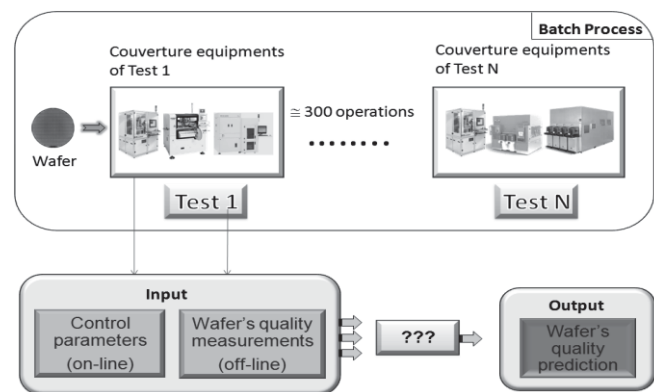 Batch Process
Couverture equipments
of Test 1
Couverture equipments
of Test N
≅ 300 operations
Wafer
Test 1
Test N
Input
Control
parameters
(on-line)
Wafer's quality
measurements
(off-line)
???
Output
Wafer's
quality
prediction